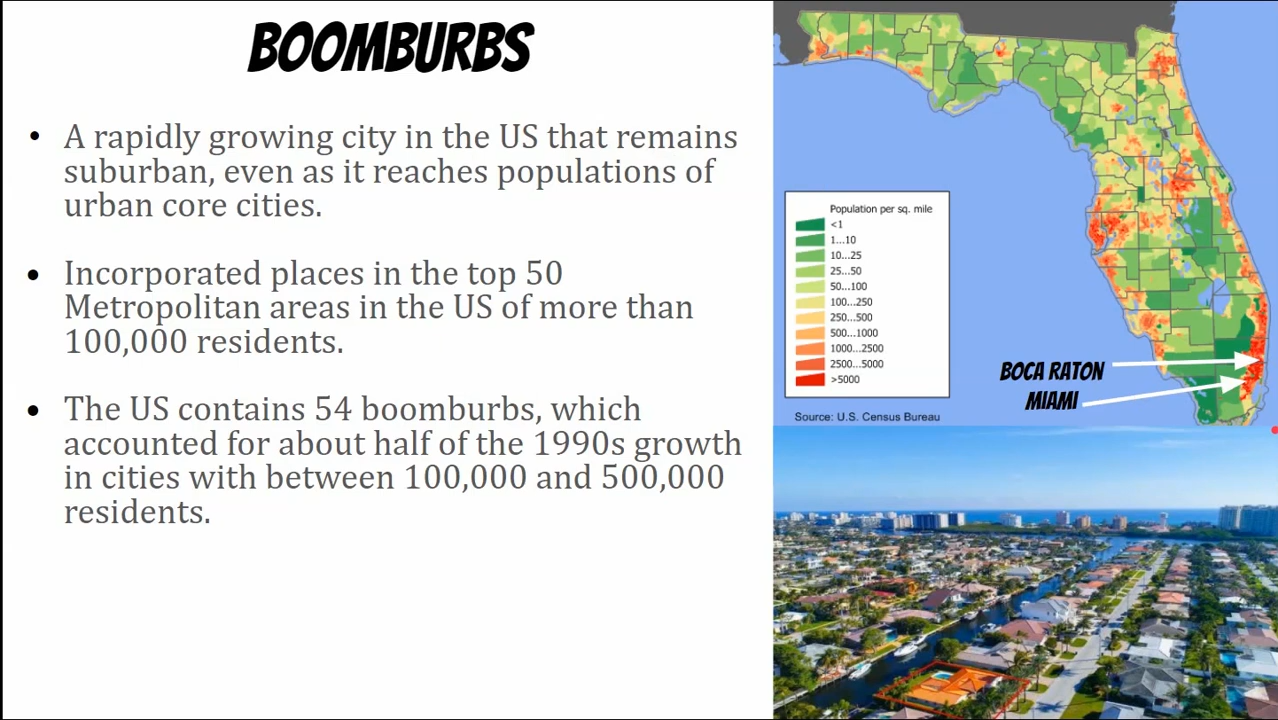 BOOMBURBS
• A rapidly growing city in the US that remains
suburban, even as it reaches populations of
urban core cities.
• Incorporated places in the top 50
Metropolitan areas in the US of more than
100,000 residents.
• The US contains 54 boomburbs, which
accounted for about half of the 1990s growth
in cities with between 100,000 and 500,000
residents.
Population per sq. mile
<1
1...10
10...25
25...50
50...100
100...250
250...500
500...1000
1000...2500
2500...5000
>5000
Source: U.S. Census Bureau
BOCA RATON
MIAMI